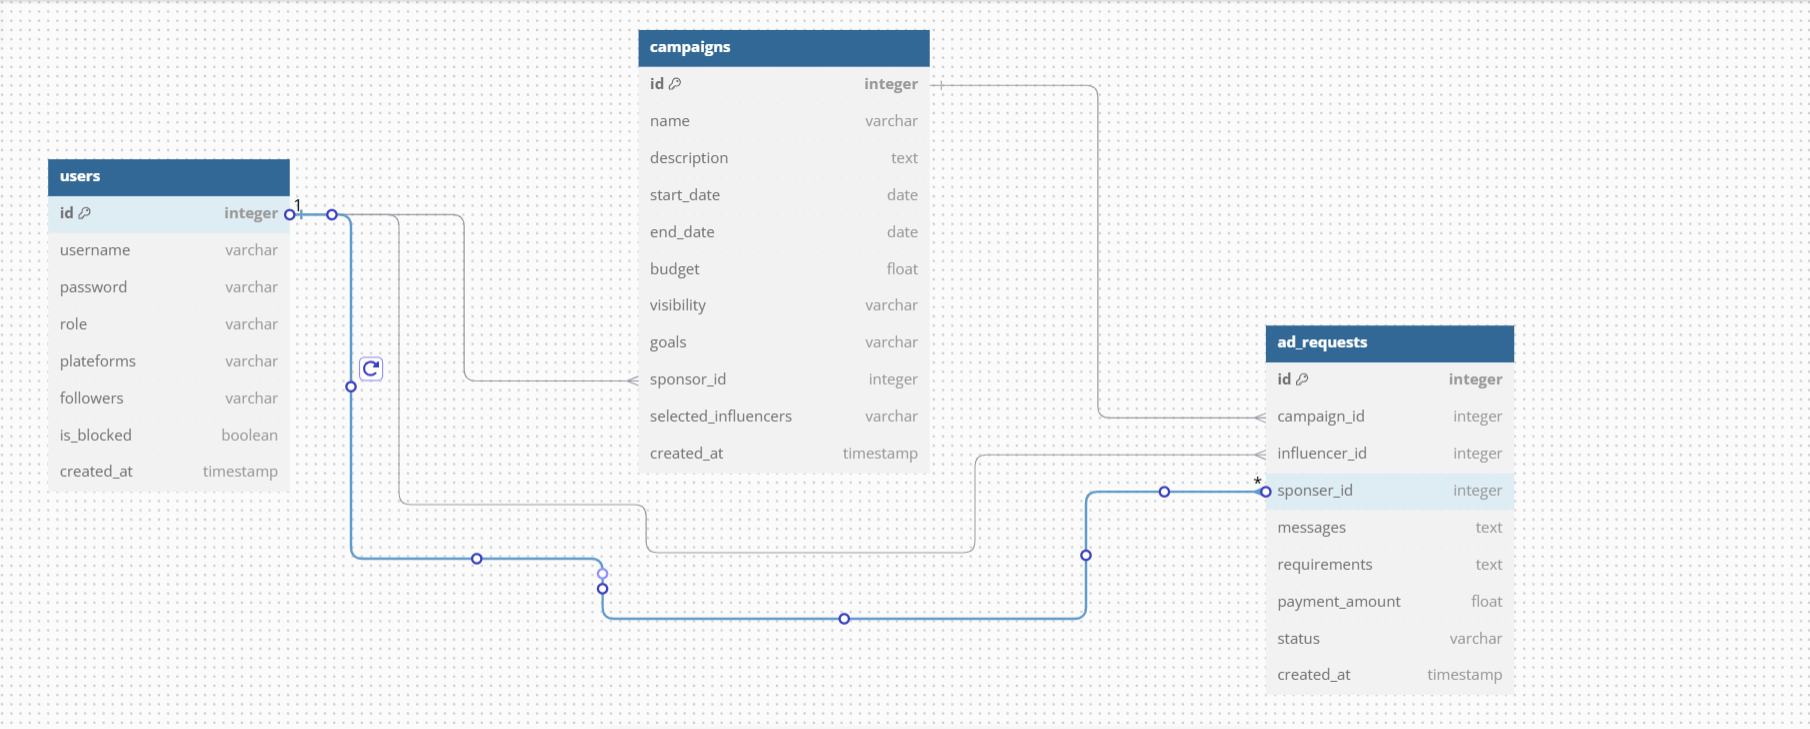 users
id integer
username varchar
password varchar
role varchar
plateforms varchar
followers varchar
is_blocked boolean
created_at timestamp
1
campaigns
id integer
name varchar
description text
start_date date
end_date date
budget float
visibility varchar
goals varchar
sponsor_id integer
selected_influencers varchar
created_at timestamp
ad_requests
id integer
campaign_id integer
influencer_id integer
*
sponser_id integer
messages text
requirements text
payment_amount float
status varchar
created_at timestamp